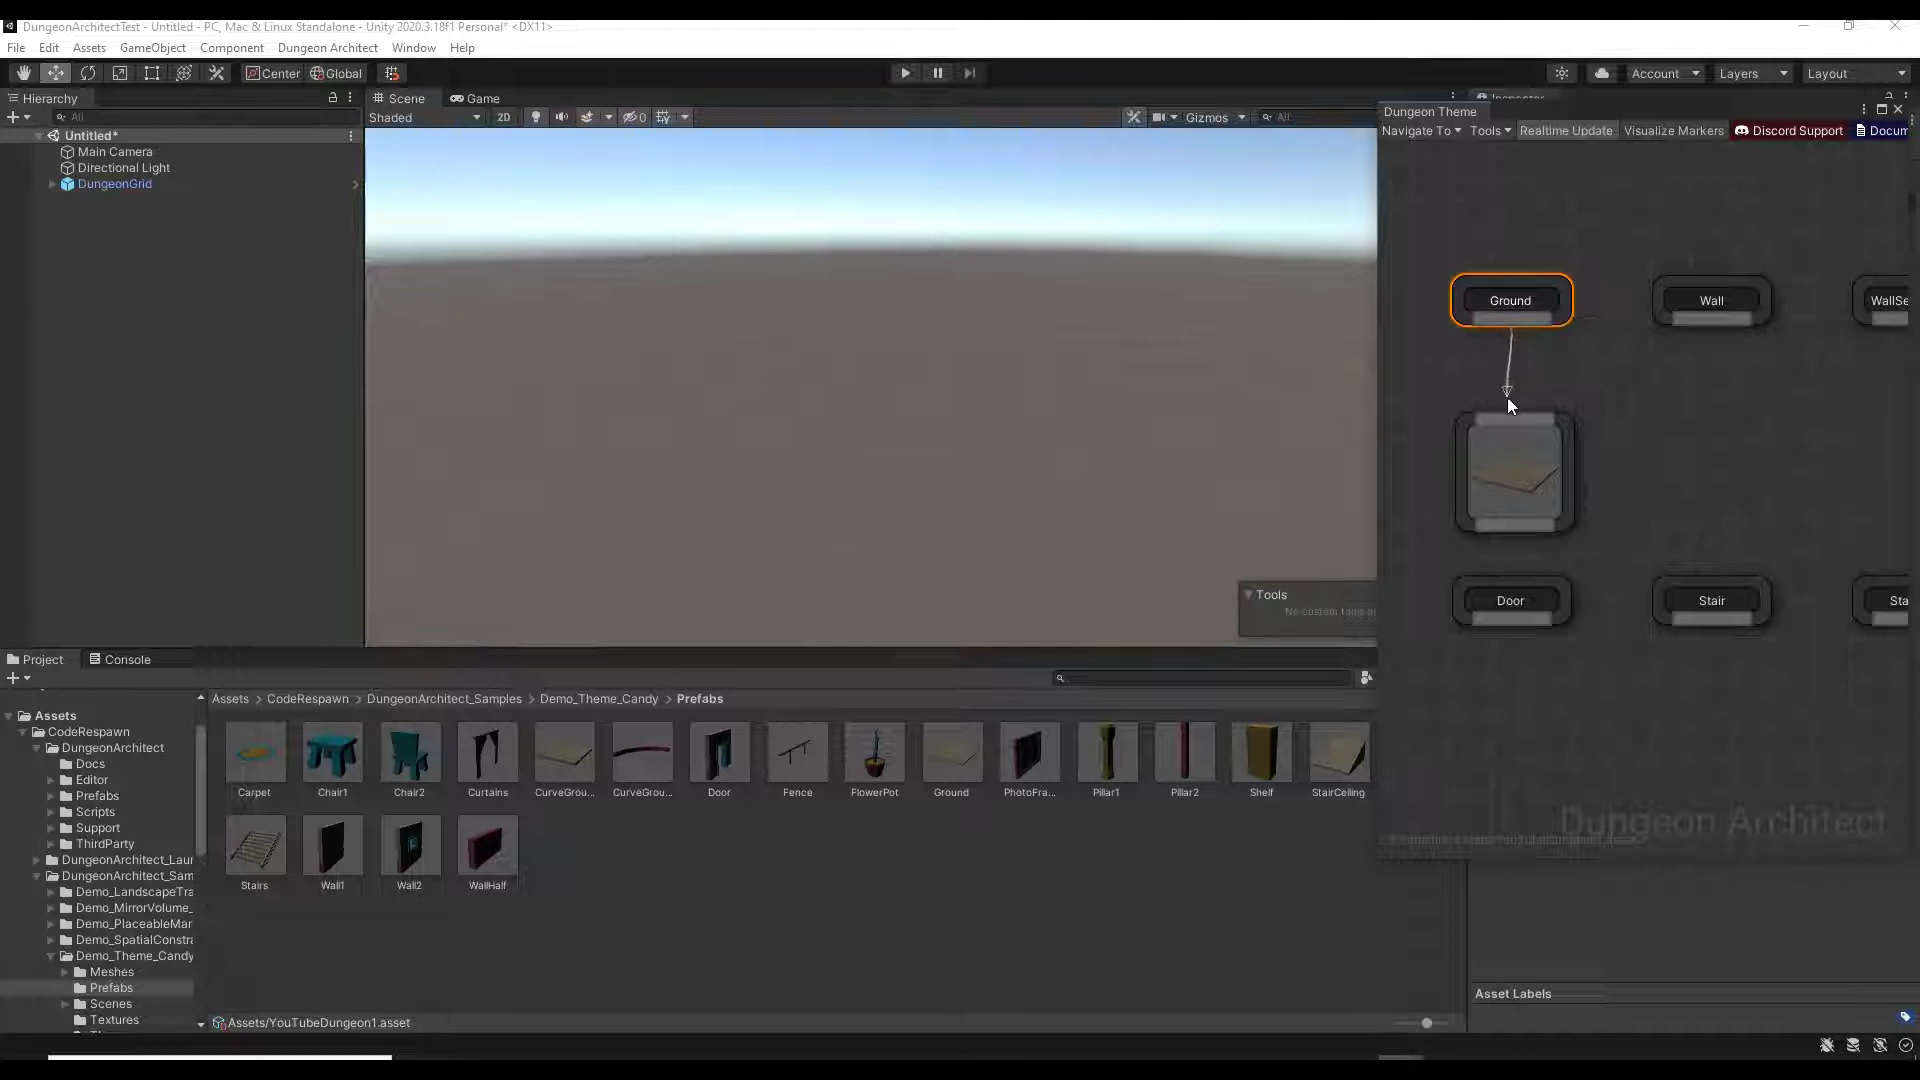 DungeonArchitectTest - Untitled - PC, Mac & Linux Standalone - Unity 2020.3.18f1 Personal* <DX11>
File Edit Assets GameObject Component Dungeon Architect Window Help
Center Global Account Layers Layout
Hierarchy
All
Untitled*
Main Camera
Directional Light
DungeonGrid
Scene Game
Shaded 2D 0 Gizmos All
Inspector
Dungeon Theme
Navigate To Tools Realtime Update Visualize Markers Discord Support Docum
Ground Wall WallSe
Door Stair Sta
Dungeon Architect
Tools
Project Console
Assets > CodeRespawn > DungeonArchitect_Samples > Demo_Theme_Candy > Prefabs
Assets
CodeRespawn
DungeonArchitect
Docs
Editor
Prefabs
Scripts
Support
ThirdParty
DungeonArchitect_Laun
DungeonArchitect_Sam
Demo_LandscapeTra
Demo_MirrorVolume_
Demo_PlaceableMar
Demo_SpatialConstra
Demo_Theme_Candy
Meshes
Prefabs
Scenes
Textures
Carpet Chair1 Chair2 Curtains CurveGrou... CurveGrou... Door Fence FlowerPot Ground PhotoFra... Pillar1 Pillar2 Shelf StairCeiling
Stairs Wall1 Wall2 WallHalf
Assets/YouTubeDungeon1.asset
Asset Labels